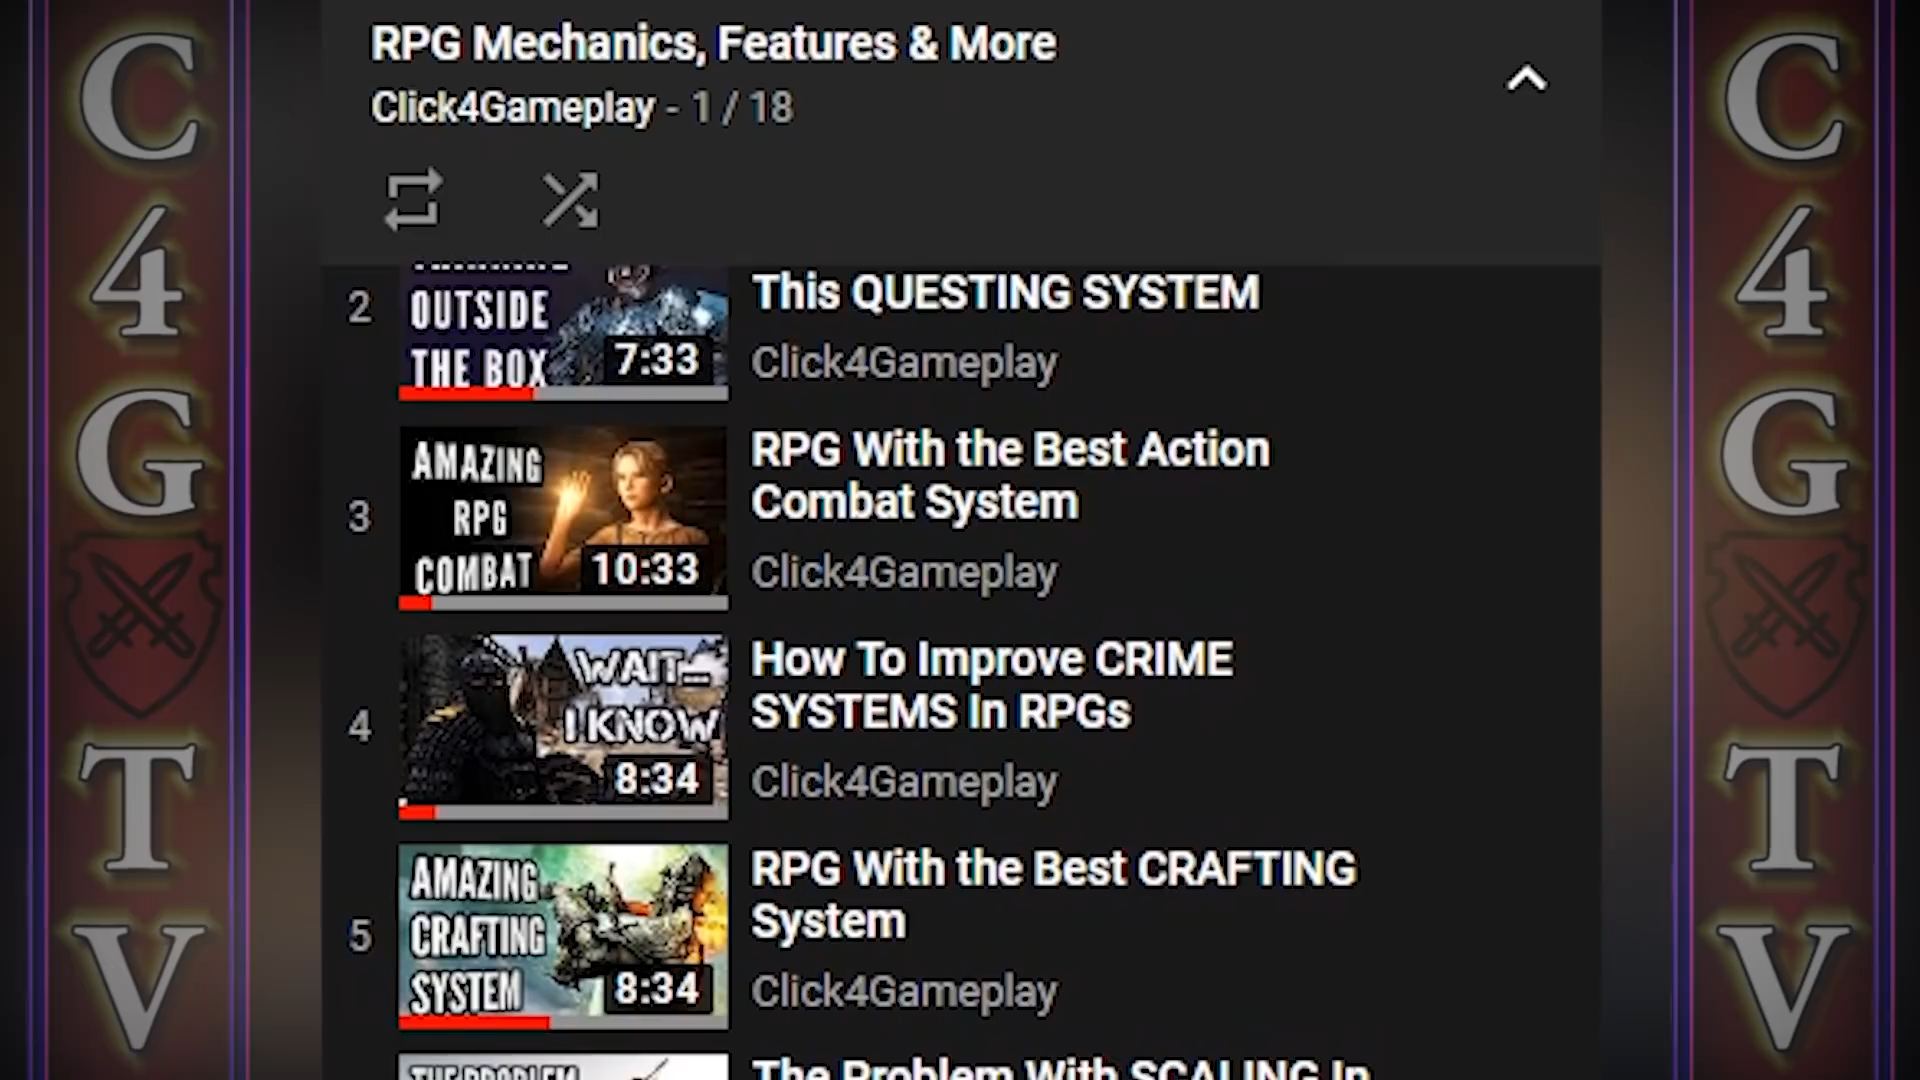 RPG Mechanics, Features & More
Click4Gameplay - 1 / 18
2
OUTSIDE
THE BOX
7:33
This QUESTING SYSTEM
Click4Gameplay
3
AMAZING
RPG
COMBAT
10:33
RPG With the Best Action
Combat System
Click4Gameplay
4
WAIT...
I KNOW
8:34
How To Improve CRIME
SYSTEMS In RPGs
Click4Gameplay
5
AMAZING
CRAFTING
SYSTEM
8:34
RPG With the Best CRAFTING
System
Click4Gameplay
THE PROBLEM
The Problem With SCALING In
C
4
G
T
V
C
4
G
T
V